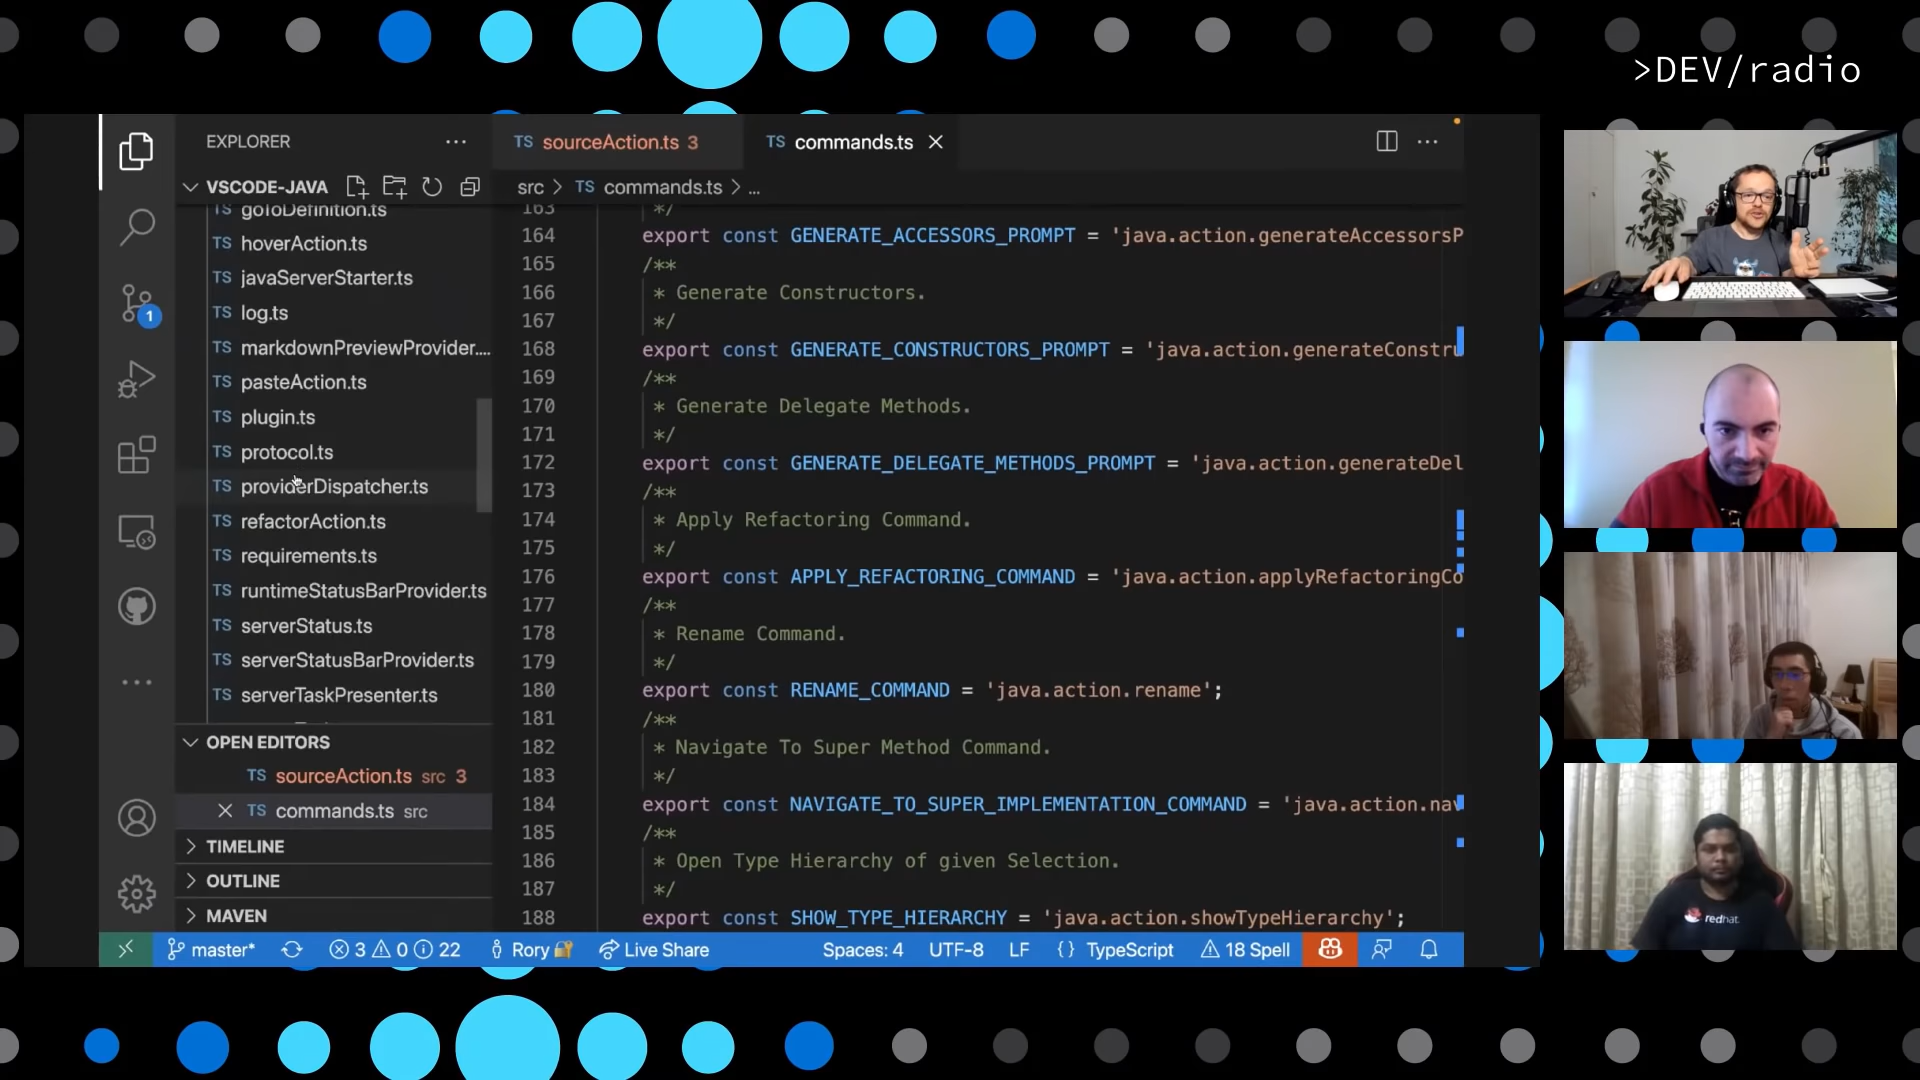 >DEV/radio
EXPLORER
VSCODE-JAVA
TS goToDefinition.ts
TS hoverAction.ts
TS javaServerStarter.ts
TS log.ts
TS markdownPreviewProvider....
TS pasteAction.ts
TS plugin.ts
TS protocol.ts
TS providerDispatcher.ts
TS refactorAction.ts
TS requirements.ts
TS runtimeStatusBarProvider.ts
TS serverStatus.ts
TS serverStatusBarProvider.ts
TS serverTaskPresenter.ts
OPEN EDITORS
TS sourceAction.ts src 3
TS commands.ts src
TIMELINE
OUTLINE
MAVEN
1
TS sourceAction.ts 3
TS commands.ts
src > TS commands.ts > ...
163 */
164 export const GENERATE_ACCESSORS_PROMPT = 'java.action.generateAccessorsP
165 /**
166 * Generate Constructors.
167 */
168 export const GENERATE_CONSTRUCTORS_PROMPT = 'java.action.generateConstru
169 /**
170 * Generate Delegate Methods.
171 */
172 export const GENERATE_DELEGATE_METHODS_PROMPT = 'java.action.generateDel
173 /**
174 * Apply Refactoring Command.
175 */
176 export const APPLY_REFACTORING_COMMAND = 'java.action.applyRefactoringCo
177 /**
178 * Rename Command.
179 */
180 export const RENAME_COMMAND = 'java.action.rename';
181 /**
182 * Navigate To Super Method Command.
183 */
184 export const NAVIGATE_TO_SUPER_IMPLEMENTATION_COMMAND = 'java.action.nav
185 /**
186 * Open Type Hierarchy of given Selection.
187 */
188 export const SHOW_TYPE_HIERARCHY = 'java.action.showTypeHierarchy';
master* 3 0 22 Rory Live Share Spaces: 4 UTF-8 LF {} TypeScript 18 Spell
redhat.